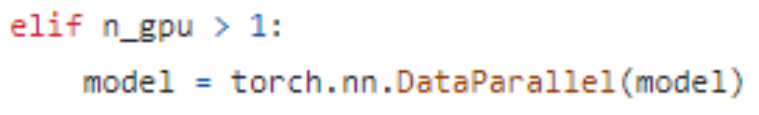 elif n_gpu > 1:
    model = torch.nn.DataParallel(model)